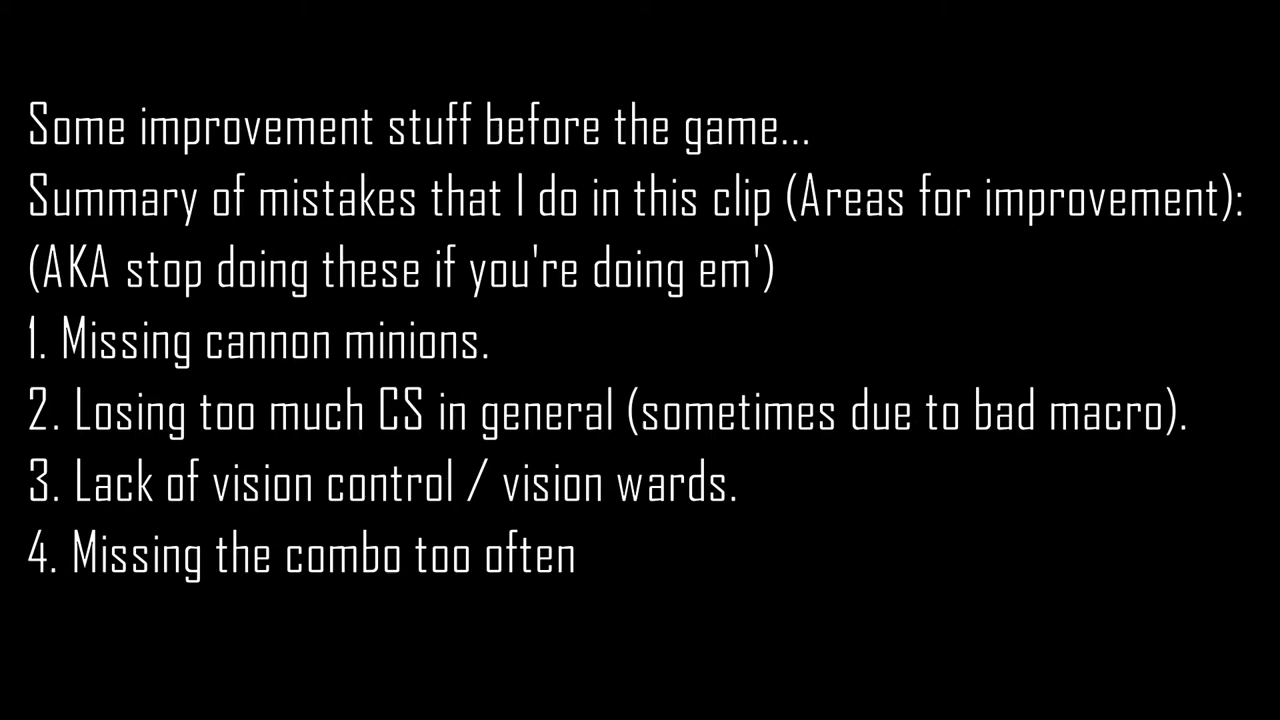 Some improvement stuff before the game...
Summary of mistakes that I do in this clip (Areas for improvement):
(AKA stop doing these if you're doing em')
1. Missing cannon minions.
2. Losing too much CS in general (sometimes due to bad macro).
3. Lack of vision control / vision wards.
4. Missing the combo too often